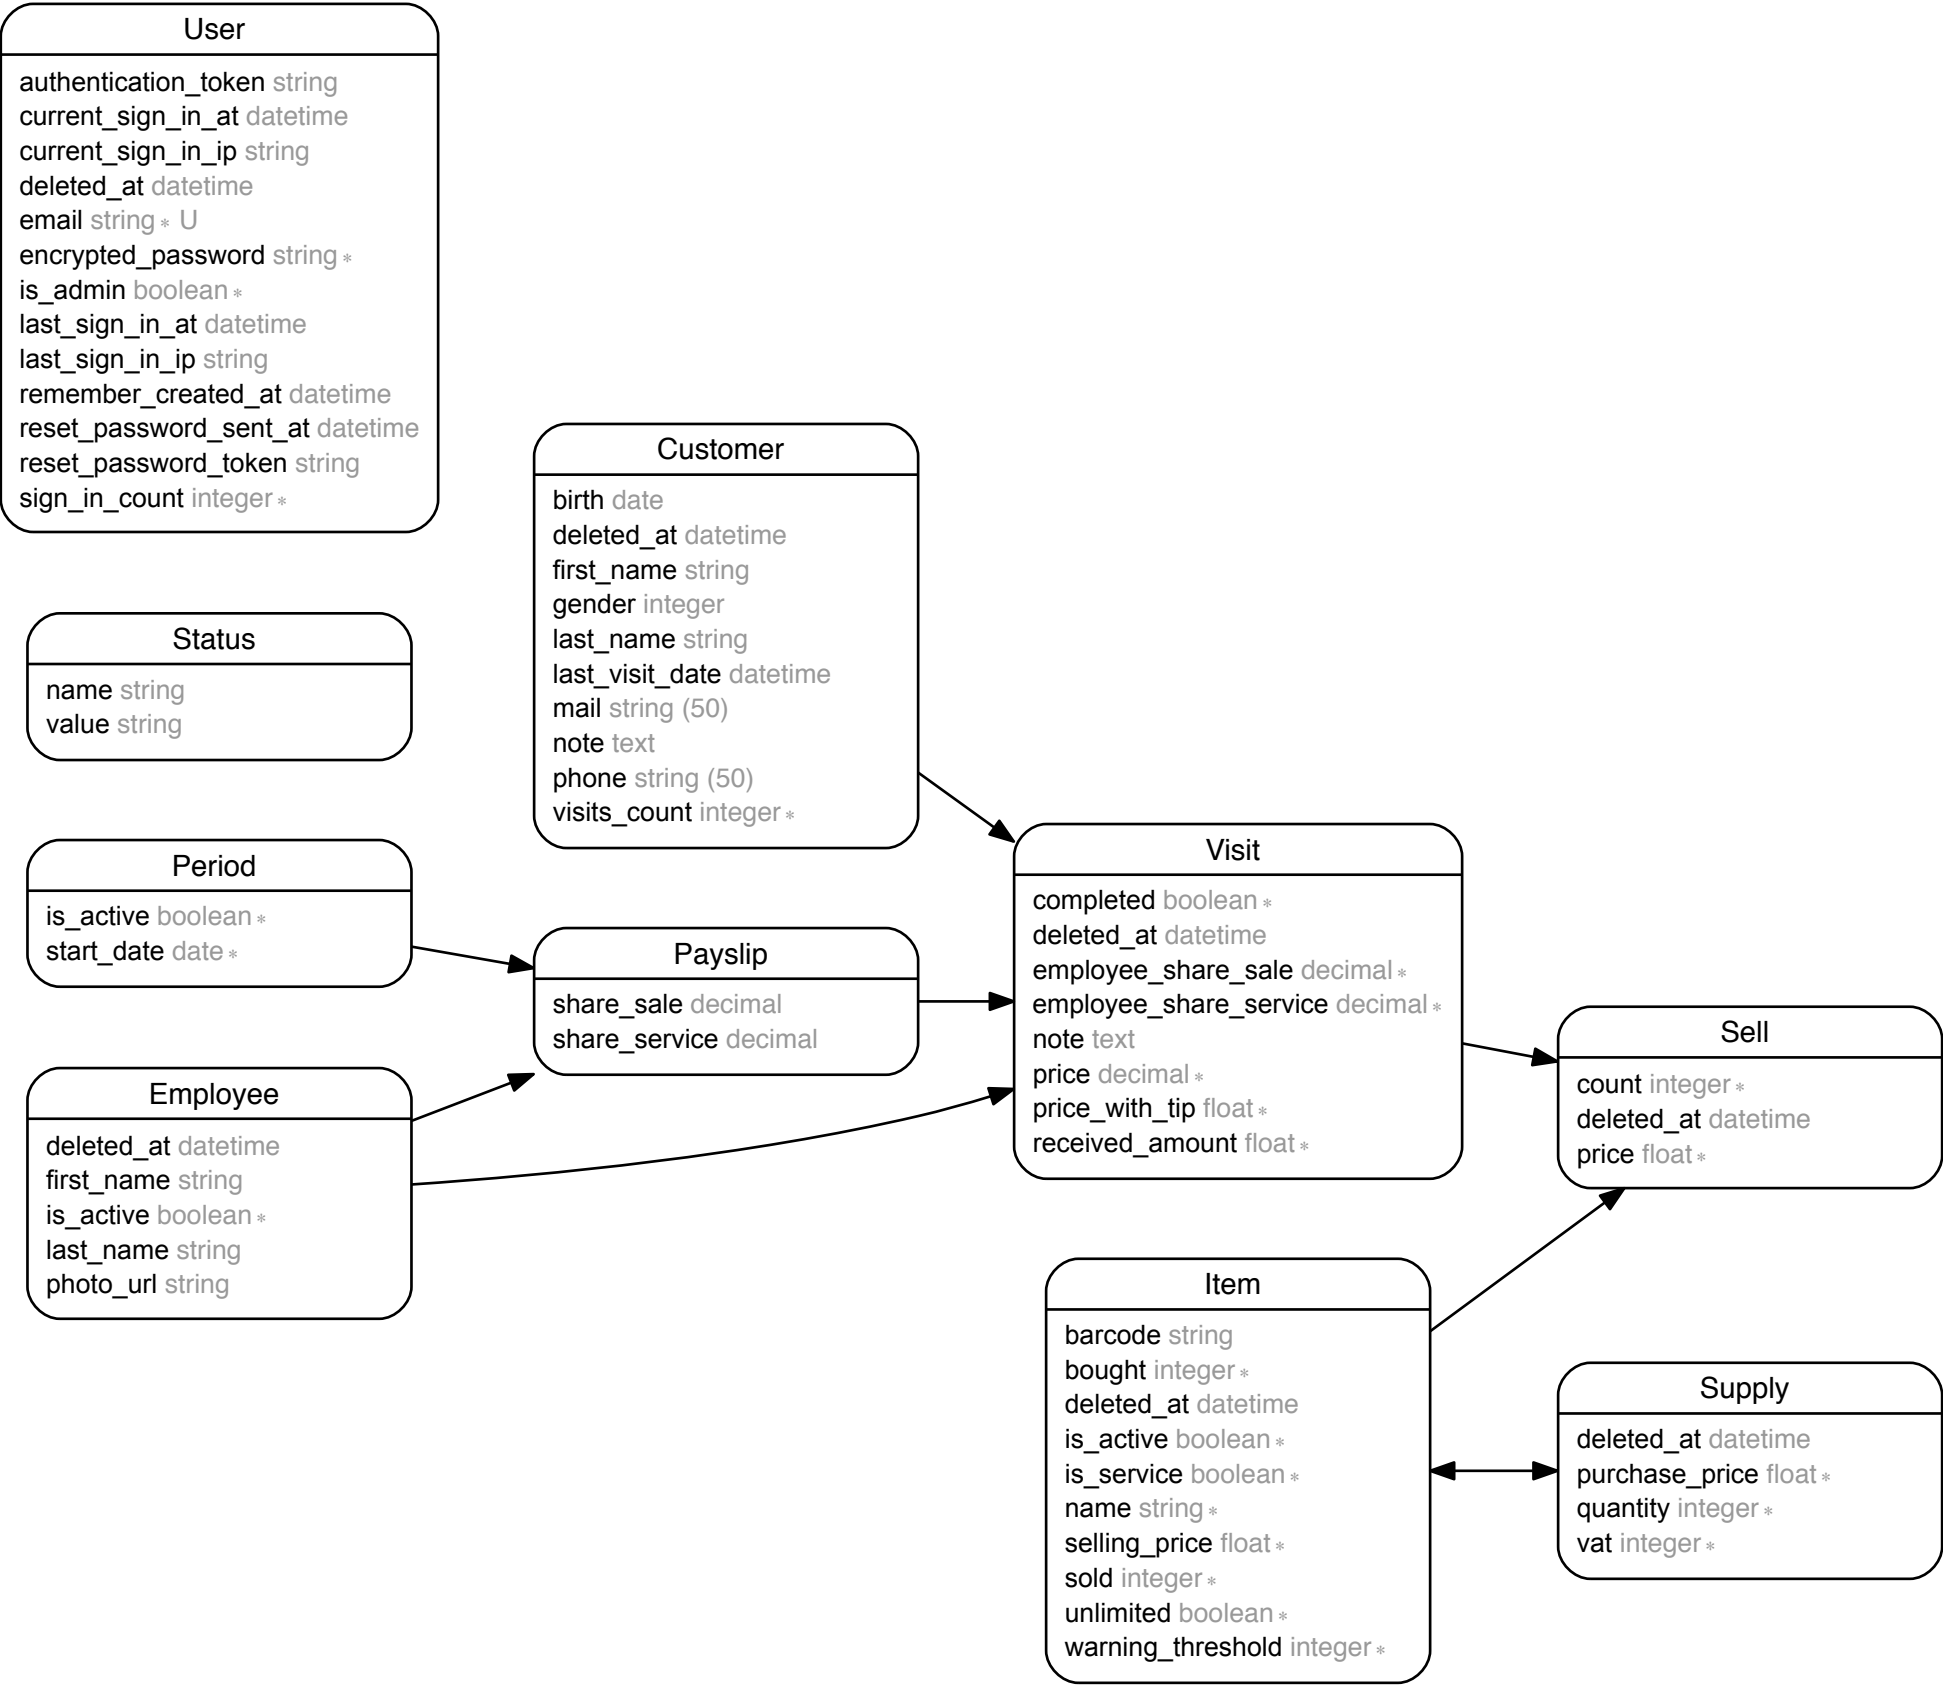 User
authentication_token string
current_sign_in_at datetime
current_sign_in_ip string
deleted_at datetime
email string * U
encrypted_password string *
is_admin boolean *
last_sign_in_at datetime
last_sign_in_ip string
remember_created_at datetime
reset_password_sent_at datetime
reset_password_token string
sign_in_count integer *
Status
name string
value string
Period
is_active boolean *
start_date date *
Employee
deleted_at datetime
first_name string
is_active boolean *
last_name string
photo_url string
Customer
birth date
deleted_at datetime
first_name string
gender integer
last_name string
last_visit_date datetime
mail string (50)
note text
phone string (50)
visits_count integer *
Payslip
share_sale decimal
share_service decimal
Visit
completed boolean *
deleted_at datetime
employee_share_sale decimal *
employee_share_service decimal *
note text
price decimal *
price_with_tip float *
received_amount float *
Item
barcode string
bought integer *
deleted_at datetime
is_active boolean *
is_service boolean *
name string *
selling_price float *
sold integer *
unlimited boolean *
warning_threshold integer *
Sell
count integer *
deleted_at datetime
price float *
Supply
deleted_at datetime
purchase_price float *
quantity integer *
vat integer *